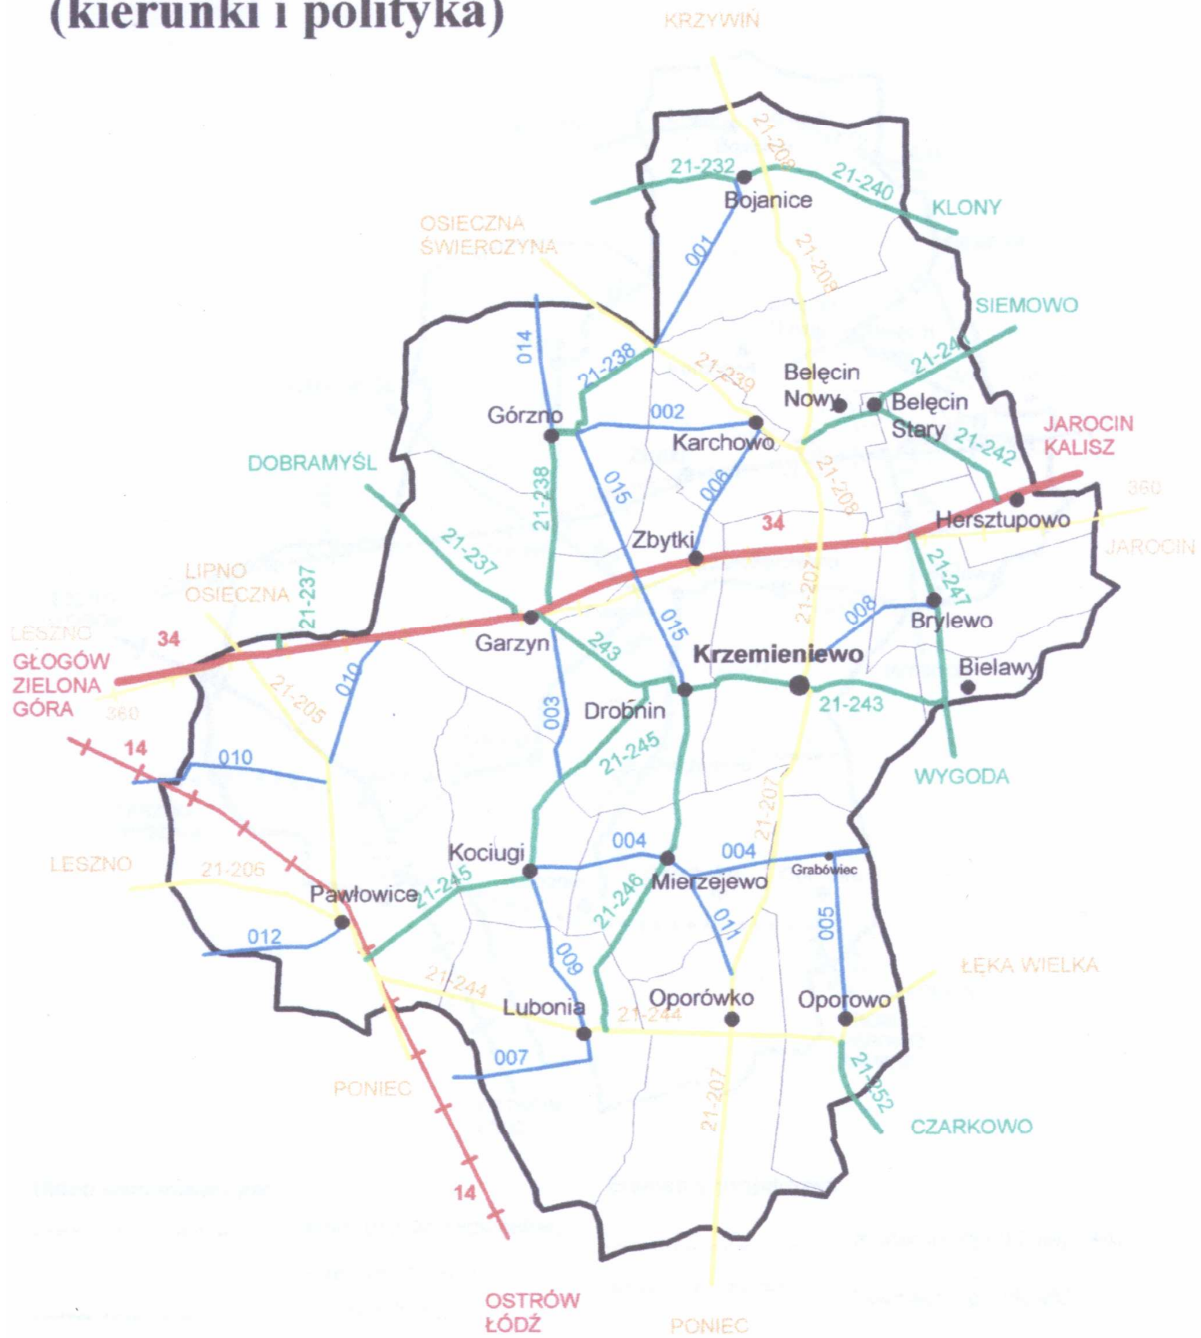 (kierunki i polityka)
KRZYWIŃ
21-208
21-232
21-240
Bojanice
KLONY
OSIECZNA
ŚWIERCZYNA
001
21-208
SIEMOWO
014
21-238
21-239
Belęcin
Nowy
Belęcin
Stary
Górzno
002
Karchowo
21-242
JAROCIN
KALISZ
DOBRAMYŚL
21-238
015
006
21-208
360
Hersztupowo
34
Zbytki
JAROCIN
21-237
LIPNO
OSIECZNA
21-237
21-207
21-247
008
Brylewo
LESZNO
34
GŁOGÓW
ZIELONA
GÓRA
360
Garzyn
243
015
Krzemieniewo
Bielawy
21-205
010
003
Drobnin
21-243
14
010
21-245
WYGODA
21-207
LESZNO
21-206
Kociugi
004
004
Mierzejewo
Grabówiec
Pawłowice
21-245
21-246
011
005
012
009
ŁĘKA WIELKA
21-244
Lubonia
21-244
Oporówko
Oporowo
007
PONIEC
21-207
21-252
CZARKOWO
14
OSTRÓW
ŁÓDŹ
PONIEC